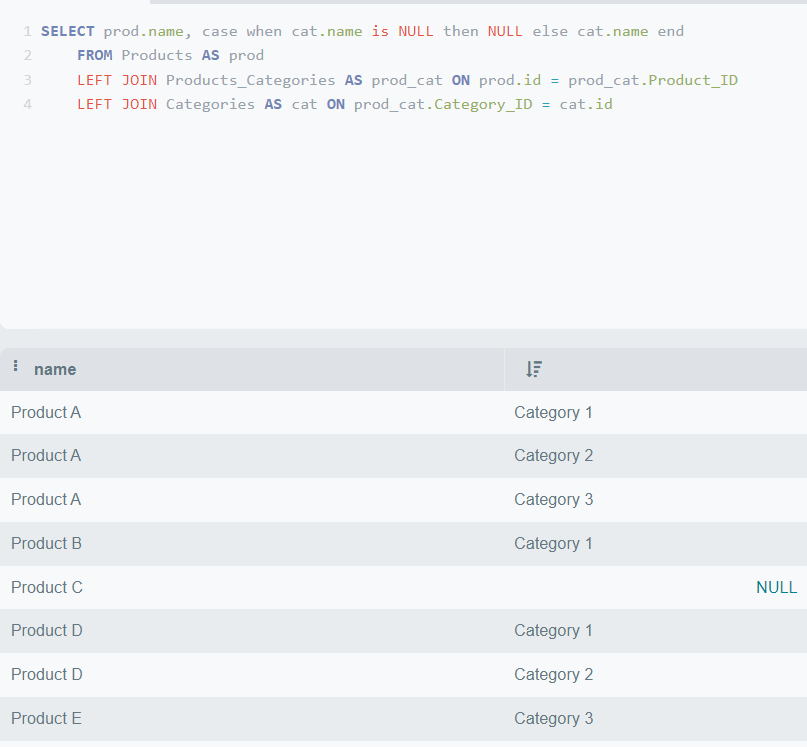 1 SELECT prod.name, case when cat.name is NULL then NULL else cat.name end
2 FROM Products AS prod
3 LEFT JOIN Products_Categories AS prod_cat ON prod.id = prod_cat.Product_ID
4 LEFT JOIN Categories AS cat ON prod_cat.Category_ID = cat.id
name
Product A Category 1
Product A Category 2
Product A Category 3
Product B Category 1
Product C NULL
Product D Category 1
Product D Category 2
Product E Category 3